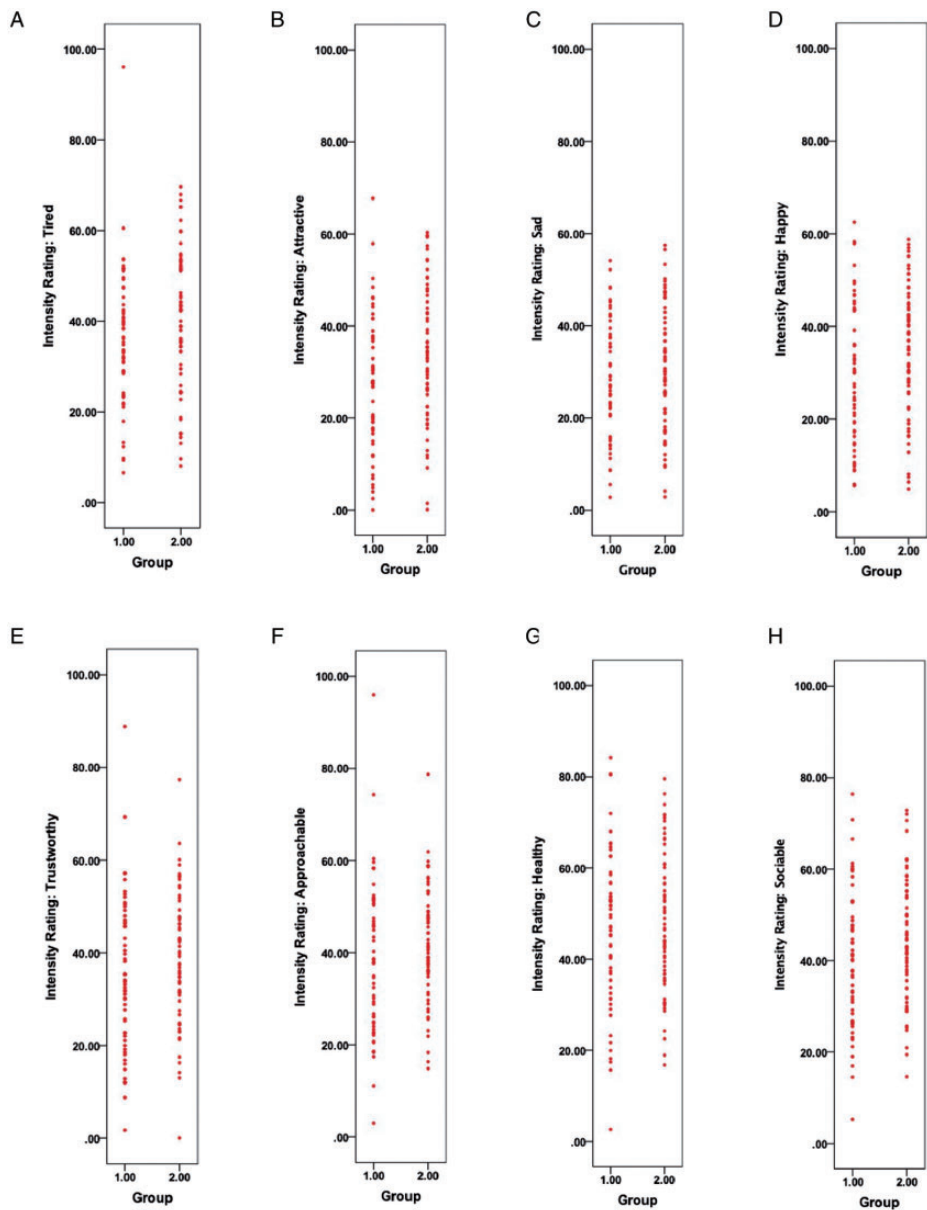 A
100.00
80.00
60.00
40.00
20.00
.00
Intensity Rating: Tired
1.00 2.00
Group
B
100.00
80.00
60.00
40.00
20.00
.00
Intensity Rating: Attractive
1.00 2.00
Group
C
100.00
80.00
60.00
40.00
20.00
.00
Intensity Rating: Sad
1.00 2.00
Group
D
100.00
80.00
60.00
40.00
20.00
.00
Intensity Rating: Happy
1.00 2.00
Group
E
100.00
80.00
60.00
40.00
20.00
.00
Intensity Rating: Trustworthy
1.00 2.00
Group
F
100.00
80.00
60.00
40.00
20.00
.00
Intensity Rating: Approachable
1.00 2.00
Group
G
100.00
80.00
60.00
40.00
20.00
.00
Intensity Rating: Healthy
1.00 2.00
Group
H
100.00
80.00
60.00
40.00
20.00
.00
Intensity Rating: Sociable
1.00 2.00
Group